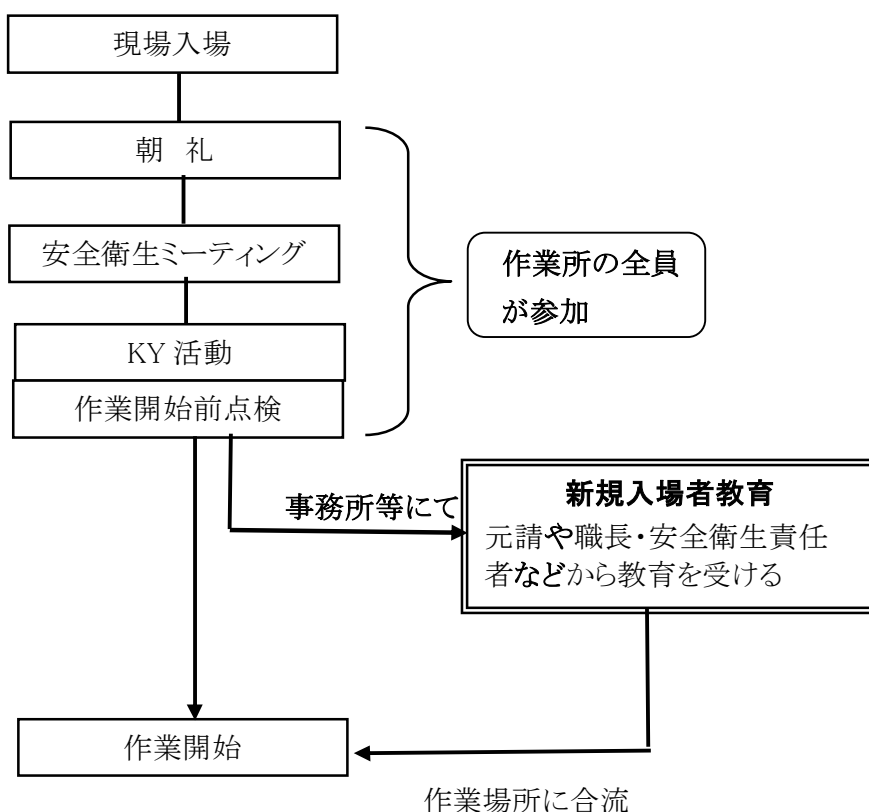 現場入場
朝 礼
安全衛生ミーティング
作業所の全員
が参加
KY 活動
作業開始前点検
事務所等にて
新規入場者教育
元請や職長・安全衛生責任
者などから教育を受ける
作業開始
作業場所に合流